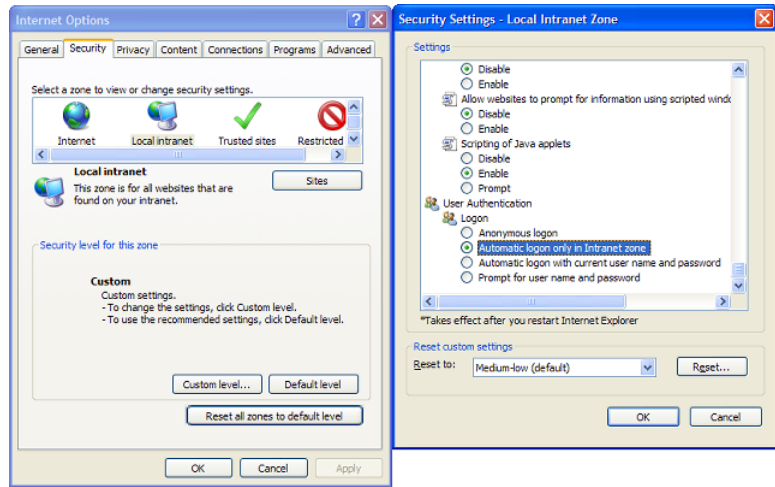 Internet Options
General Security Privacy Content Connections Programs Advanced
Select a zone to view or change security settings.
Internet Local intranet Trusted sites Restricted
Local intranet
This zone is for all websites that are
found on your intranet.
Sites
Security level for this zone
Custom
Custom settings.
- To change the settings, click Custom level.
- To use the recommended settings, click Default level.
Custom level... Default level
Reset all zones to default level
OK Cancel Apply
Security Settings - Local Intranet Zone
Settings
Disable
Enable
Allow websites to prompt for information using scripted windo
Disable
Enable
Scripting of Java applets
Disable
Enable
Prompt
User Authentication
Logon
Anonymous logon
Automatic logon only in Intranet zone
Automatic logon with current user name and password
Prompt for user name and password
*Takes effect after you restart Internet Explorer
Reset custom settings
Reset to: Medium-low (default) Reset...
OK Cancel